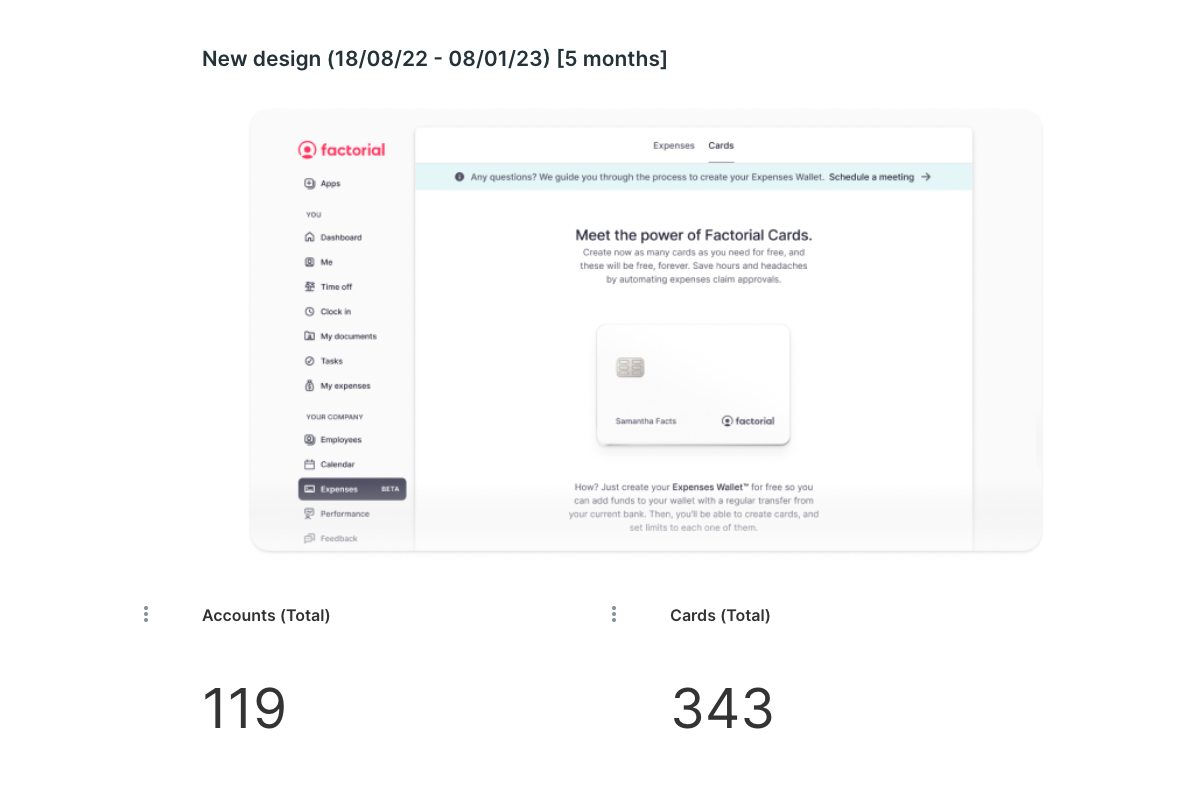 New design (18/08/22 - 08/01/23) [5 months]
factorial
Apps
YOU
Dashboard
Me
Time off
Clock in
My documents
Tasks
My expenses
YOUR COMPANY
Employees
Calendar
Expenses BETA
Performance
Feedback
Expenses Cards
Any questions? We guide you through the process to create your Expenses Wallet. Schedule a meeting →
Meet the power of Factorial Cards.
Create now as many cards as you need for free, and
these will be free, forever. Save hours and headaches
by automating expenses claim approvals.
Samantha Facts factorial
How? Just create your Expenses Wallet™ for free so you
can add funds to your wallet with a regular transfer from
your current bank. Then, you'll be able to create cards, and
set limits to each one of them.
Accounts (Total)
119
Cards (Total)
343